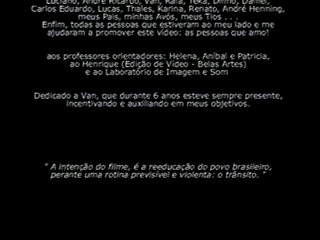 Luciano, André Ricardo, Van, Rafa, Teka, Dirmo, Daniel,
Carlos Eduardo, Lucas, Thales, Karina, Renato, André Henning,
meus Pais, minhas Avós, meus Tios . . .
Enfim, todas as pessoas que estiveram ao meu lado e me
ajudaram a promover este vídeo: as pessoas que amo!
aos professores orientadores: Helena, Aníbal e Patrícia,
ao Henrique (Edição de Vídeo - Belas Artes)
e ao Laboratório de Imagem e Som
Dedicado a Van, que durante 6 anos esteve sempre presente,
incentivando e auxiliando em meus objetivos.
" A intenção do filme, é a reeducação do povo brasileiro,
perante uma rotina previsível e violenta: o trânsito. "